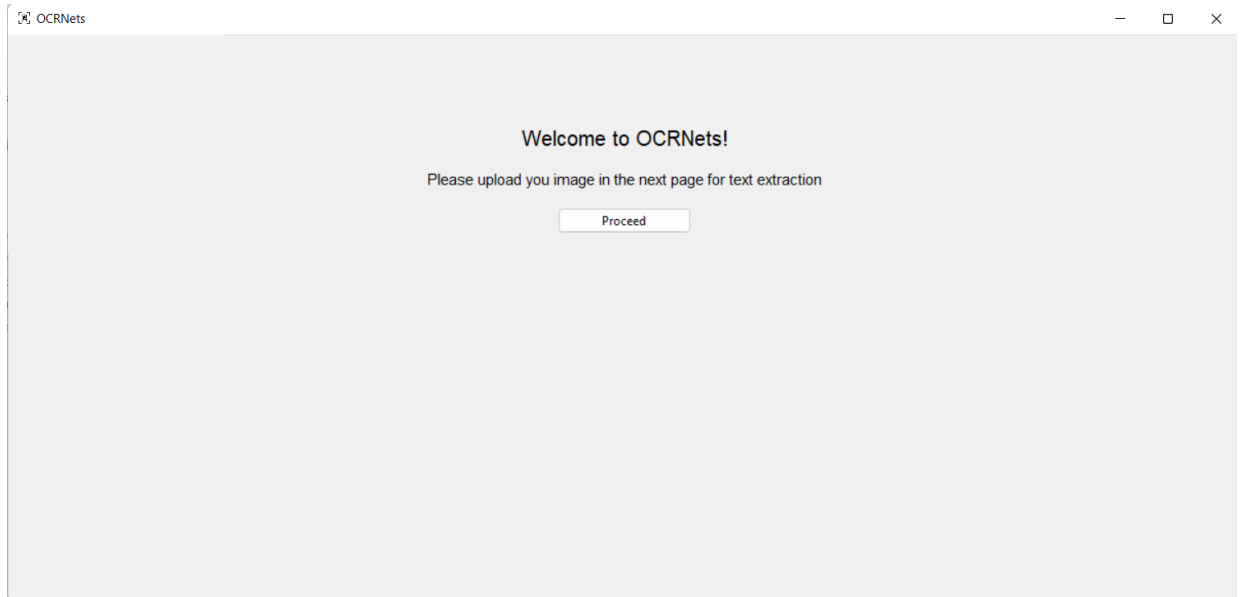 OCRNets
Welcome to OCRNets!
Please upload you image in the next page for text extraction
Proceed